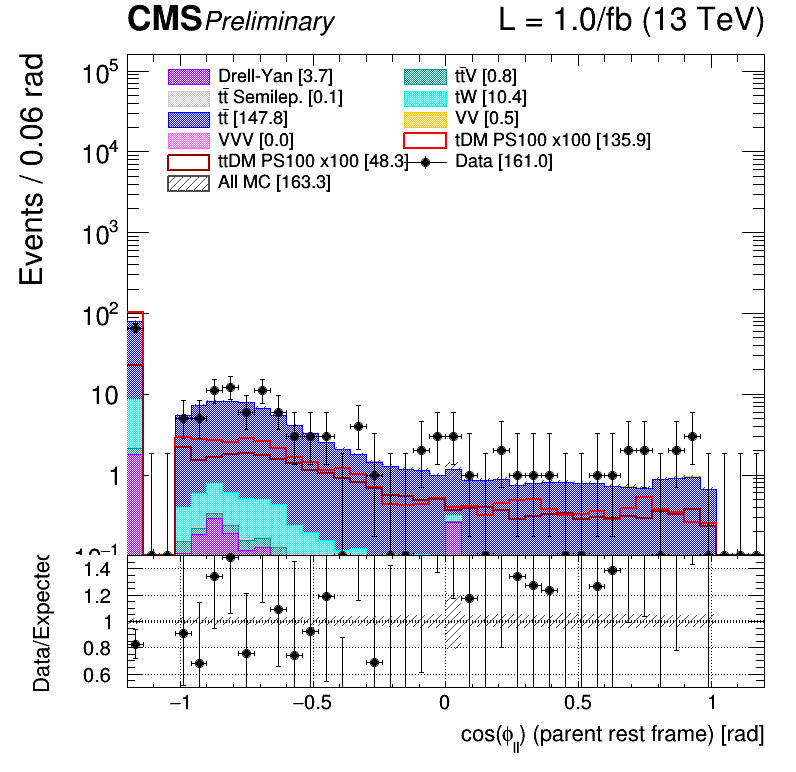 CMS Preliminary L = 1.0/fb (13 TeV)
Events / 0.06 rad
10⁵
10⁴
10³
10²
10
1
10⁻¹
Drell-Yan [3.7]
tt̄ Semilep. [0.1]
tt̄ [147.8]
VVV [0.0]
ttDM PS100 x100 [48.3]
All MC [163.3]
tt̄V [0.8]
tW [10.4]
VV [0.5]
tDM PS100 x100 [135.9]
Data [161.0]
Data/Expected
1.4
1.2
1
0.8
0.6
−1 −0.5 0 0.5 1
cos(ϕ_ll) (parent rest frame) [rad]